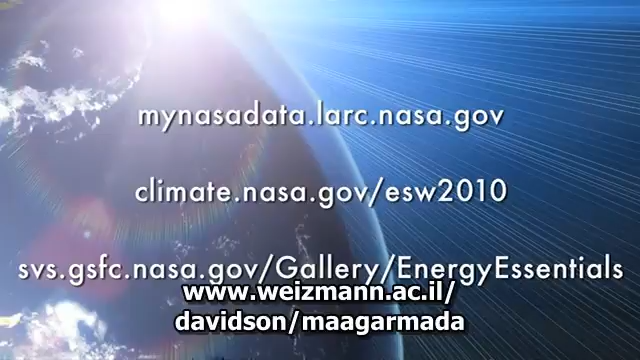 mynasadata.larc.nasa.gov
climate.nasa.gov/esw2010
svs.gsfc.nasa.gov/Gallery/EnergyEssentials
www.weizmann.ac.il/
davidson/maagarmada